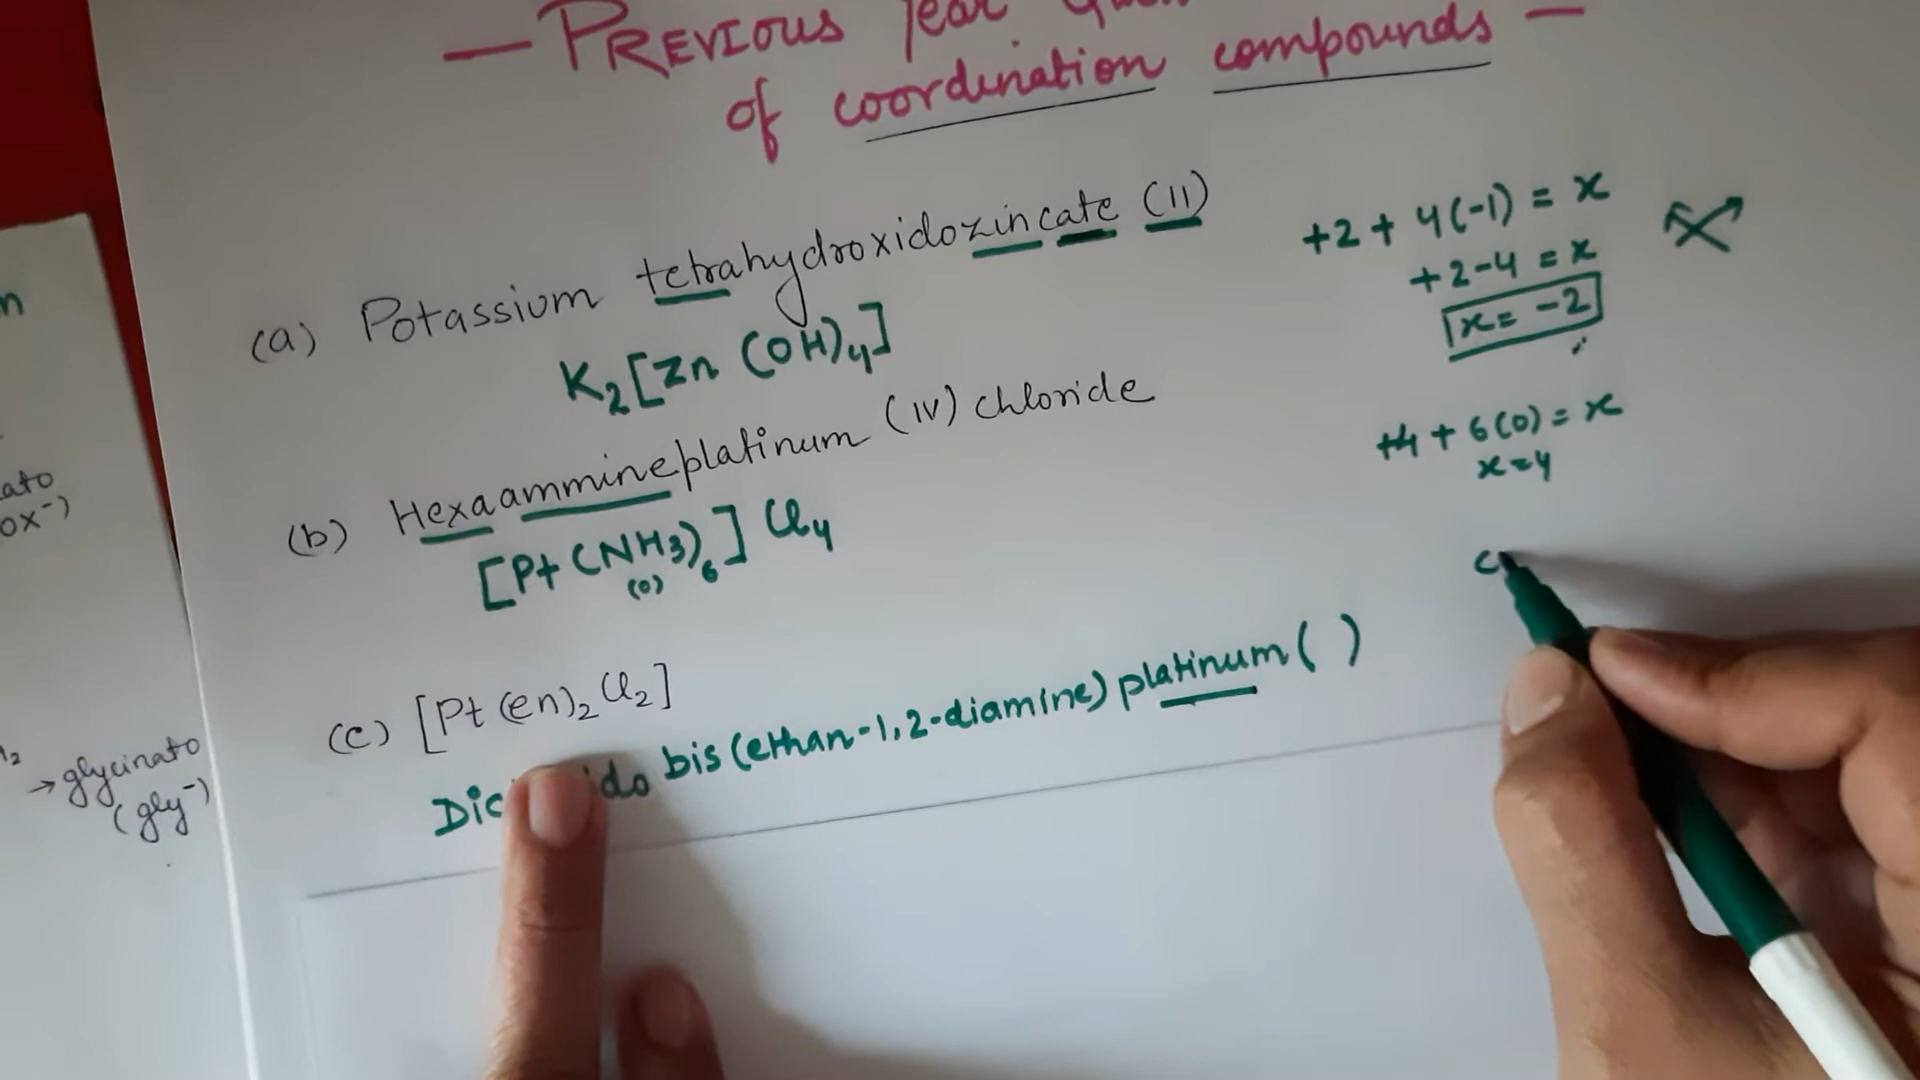 — PREVIOUS Year
of coordination compounds —
(a) Potassium tetrahydroxidozincate (II)
K2[Zn (OH)4]
(b) Hexaammineplatinum (IV) chloride
[Pt (NH3)6] Cl4
(0)
(c) [Pt (en)2 Cl2]
bis (ethan-1,2-diamine) platinum ( )
+2 + 4(-1) = x
+2-4 = x
x = -2
+4 + 6(0) = x
x=4
n
ato
ox-)
→ glycinato
(gly-)